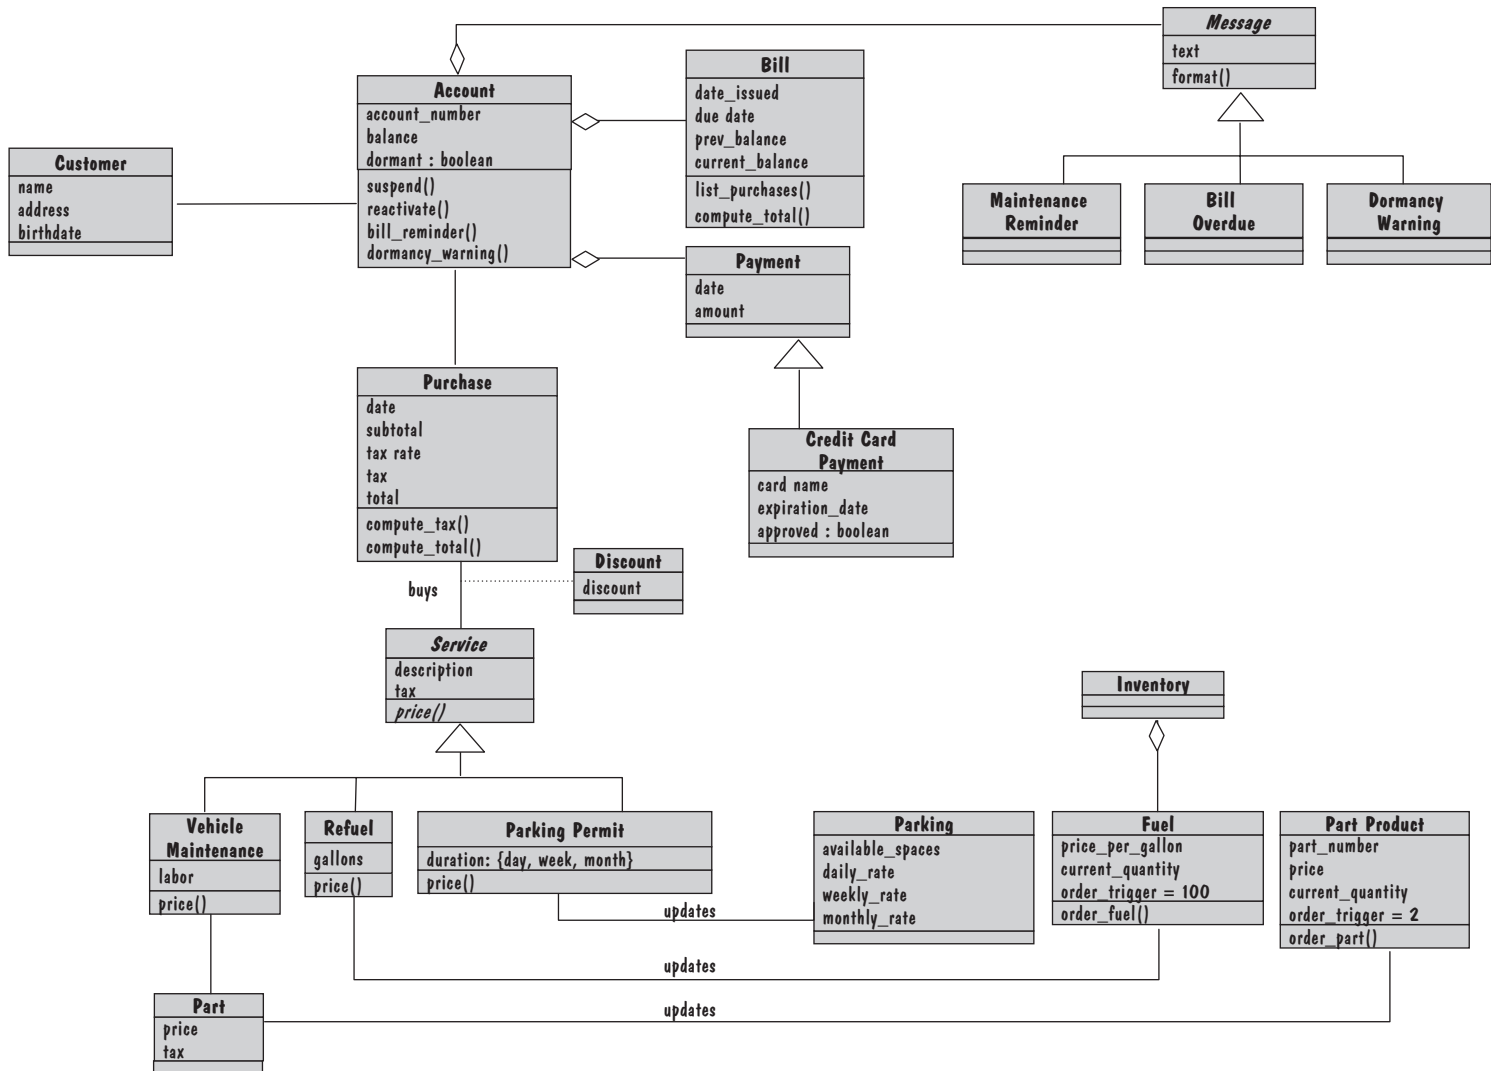 Message
text
format()
Bill
date_issued
due date
prev_balance
current_balance
list_purchases()
compute_total()
Account
account_number
balance
dormant : boolean
suspend()
reactivate()
bill_reminder()
dormancy_warning()
Customer
name
address
birthdate
Maintenance
Reminder
Bill
Overdue
Dormancy
Warning
Payment
date
amount
Purchase
date
subtotal
tax rate
tax
total
compute_tax()
compute_total()
Credit Card
Payment
card name
expiration_date
approved : boolean
Discount
discount
buys
Service
description
tax
price()
Inventory
Vehicle
Maintenance
labor
price()
Refuel
gallons
price()
Parking Permit
duration: {day, week, month}
price()
Parking
available_spaces
daily_rate
weekly_rate
monthly_rate
Fuel
price_per_gallon
current_quantity
order_trigger = 100
order_fuel()
Part Product
part_number
price
current_quantity
order_trigger = 2
order_part()
updates
updates
updates
Part
price
tax